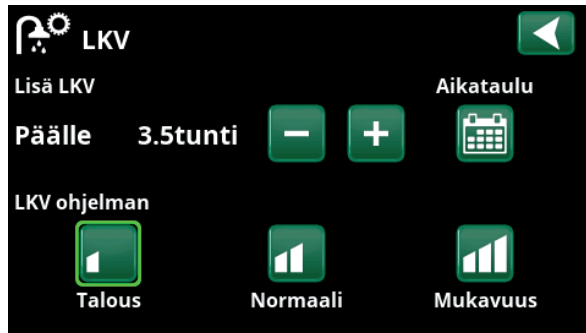 LKV
Lisä LKV Aikataulu
Päälle 3.5tunti
LKV ohjelman
Talous Normaali Mukavuus